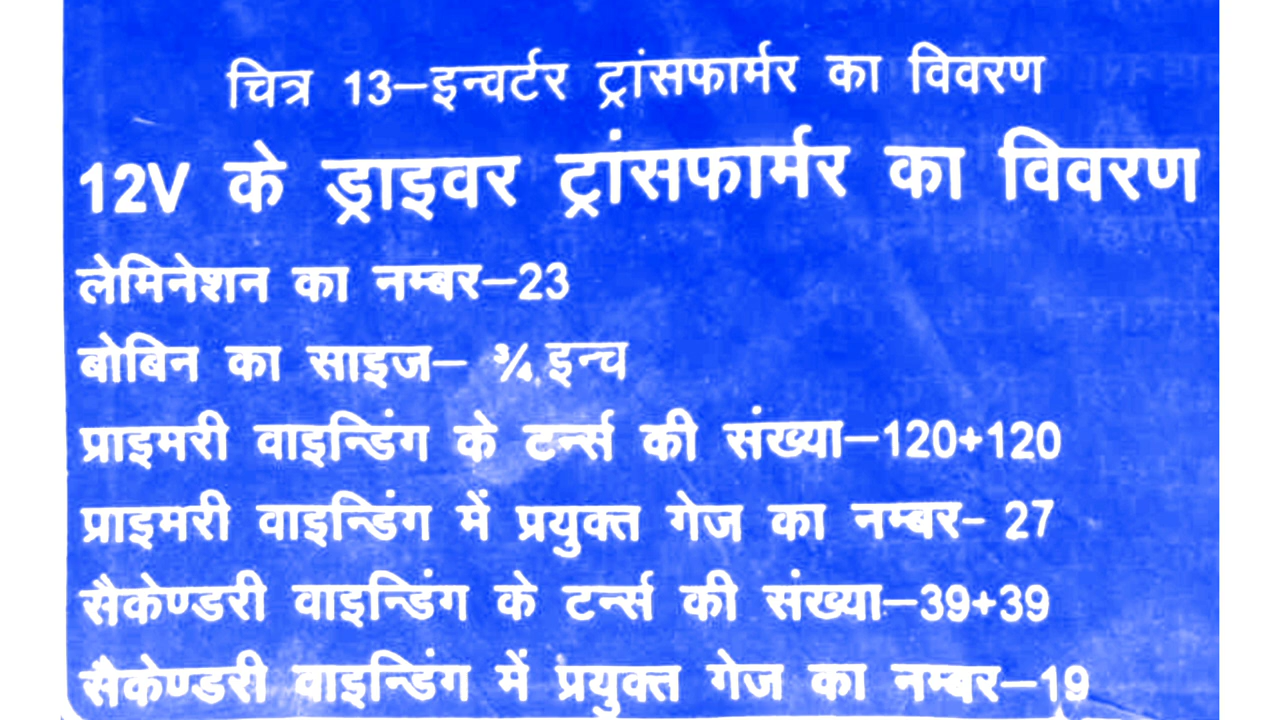 चित्र 13–इन्वर्टर ट्रांसफार्मर का विवरण
12V के ड्राइवर ट्रांसफार्मर का विवरण
लेमिनेशन का नम्बर–23
बोबिन का साइज– ¾ इन्च
प्राइमरी वाइन्डिंग के टर्न्स की संख्या–120+120
प्राइमरी वाइन्डिंग में प्रयुक्त गेज का नम्बर– 27
सैकेण्डरी वाइन्डिंग के टर्न्स की संख्या–39+39
सैकेण्डरी वाइन्डिंग में प्रयुक्त गेज का नम्बर–19